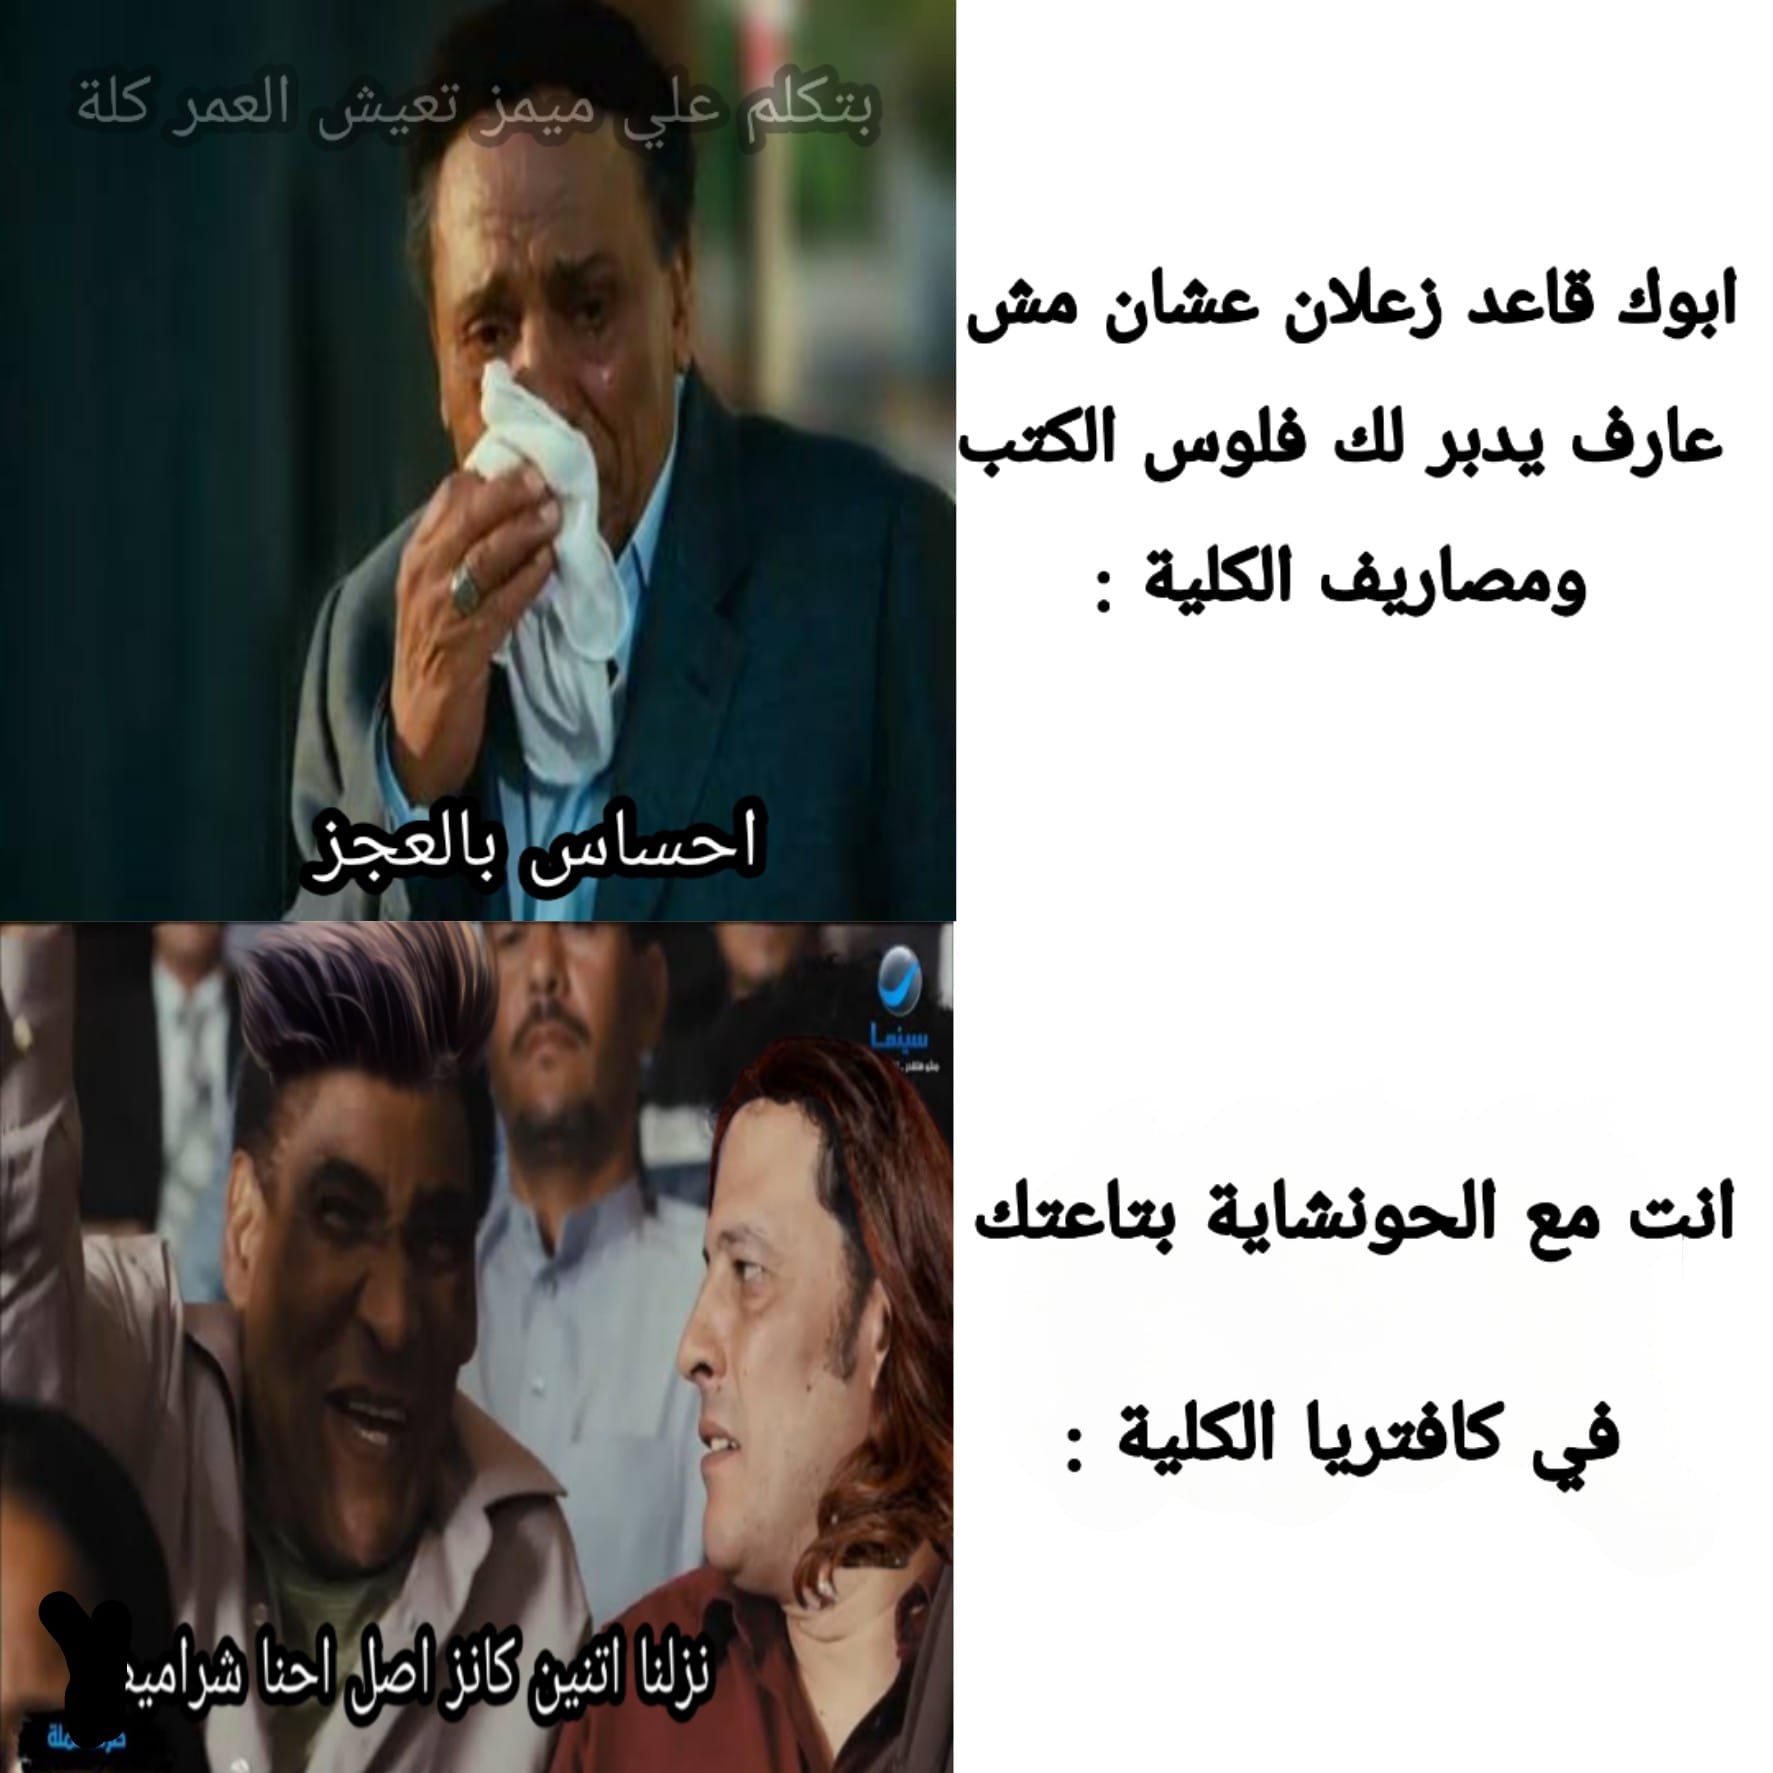 بتكلم علي ميمز تعيش العمر كلة
ابوك قاعد زعلان عشان مش
عارف يدبر لك فلوس الكتب
ومصاريف الكلية :
احساس بالعجز
سينما
انت مع الحونشاية بتاعتك
في كافتريا الكلية :
نزلنا اتنين كانز اصل احنا